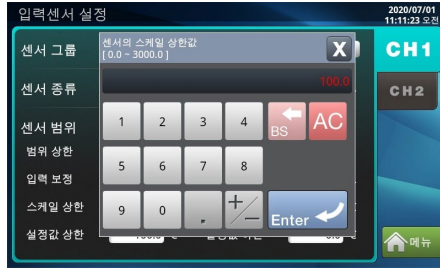 입력센서 설정
2020/07/01
11:11:23 오전
센서 그룹
센서의 스케일 상한값
[ 0.0 ~ 3000.0 ]
X
CH1
센서 종류
100.0
CH2
센서 범위
1 2 3 4 BS AC
범위 상한
입력 보정
5 6 7 8
스케일 상한
9 0 . +/- Enter
설정값 상한
메뉴